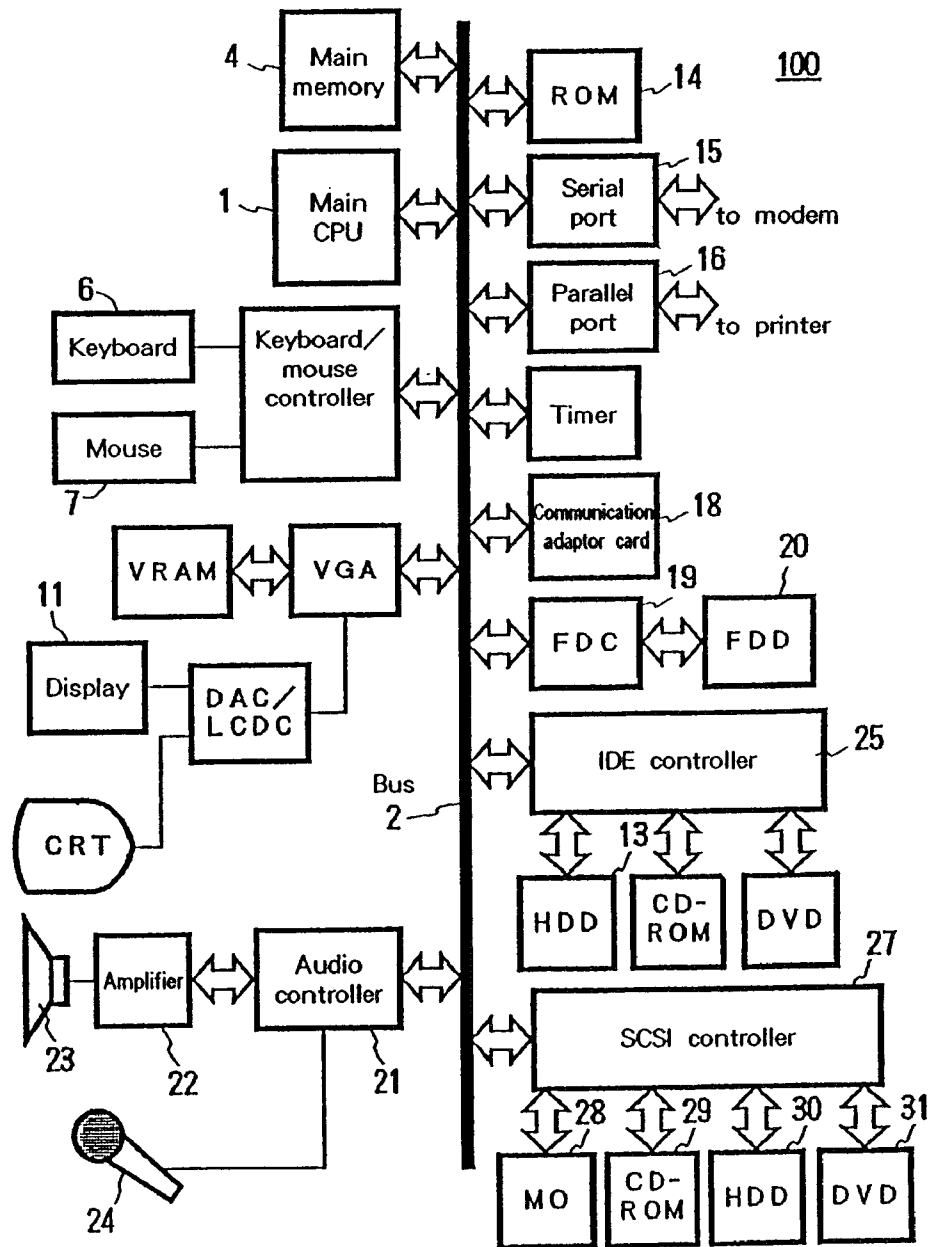 100
4
Main
memory
ROM
14
1
Main
CPU
15
Serial
port
to modem
16
Parallel
port
to printer
6
Keyboard
Keyboard/
mouse
controller
Mouse
7
Timer
Communication
adaptor card
18
VRAM
VGA
19
20
FDC
FDD
11
Display
DAC/
LCDC
CRT
Bus
2
IDE controller
25
13
HDD
CD-
ROM
DVD
Amplifier
Audio
controller
23
22
21
24
27
SCSI controller
28
29
30
31
MO
CD-
ROM
HDD
DVD